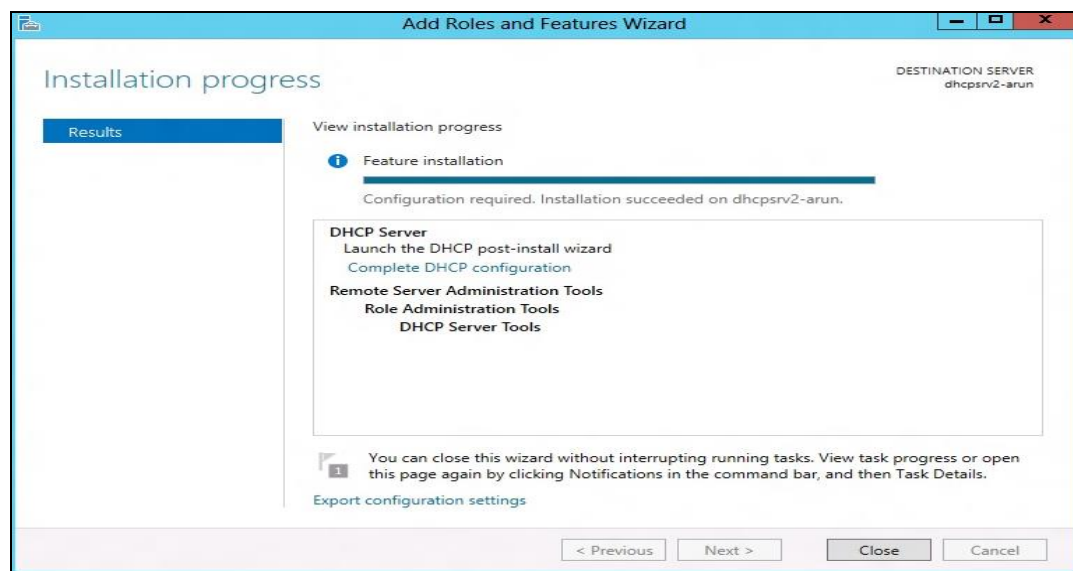 Add Roles and Features Wizard
Installation progress
DESTINATION SERVER
dhcpsrv2-arun
Results
View installation progress
Feature installation
Configuration required. Installation succeeded on dhcpsrv2-arun.
DHCP Server
Launch the DHCP post-install wizard
Complete DHCP configuration
Remote Server Administration Tools
Role Administration Tools
DHCP Server Tools
1
You can close this wizard without interrupting running tasks. View task progress or open
this page again by clicking Notifications in the command bar, and then Task Details.
Export configuration settings
< Previous Next > Close Cancel